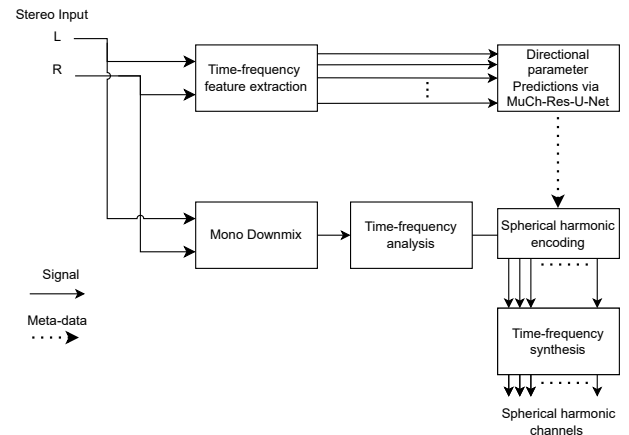 Stereo Input
L
R
Time-frequency
feature extraction
Directional
parameter
Predictions via
MuCh-Res-U-Net
Mono Downmix
Time-frequency
analysis
Spherical harmonic
encoding
Signal
Meta-data
Time-frequency
synthesis
Spherical harmonic
channels